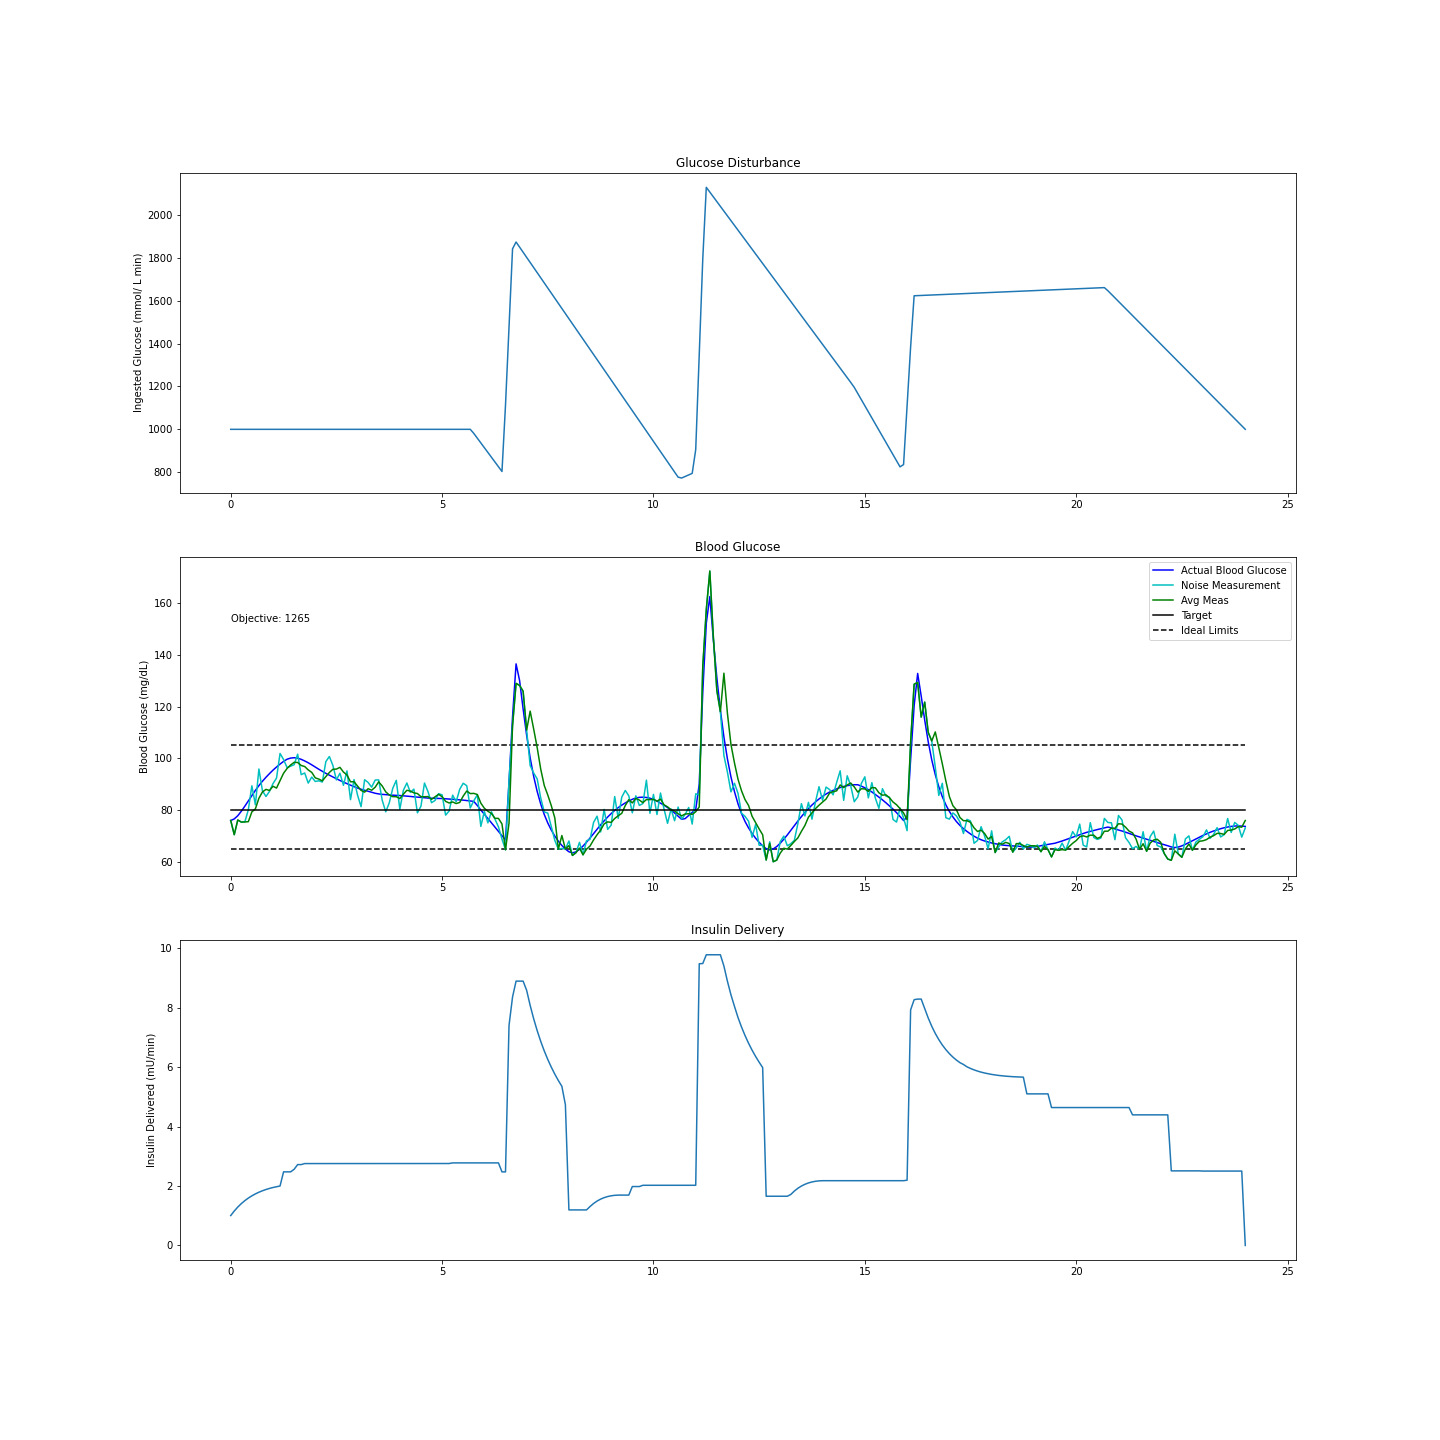 Glucose Disturbance
Ingested Glucose (mmol/ L min)
2000
1800
1600
1400
1200
1000
800
0 5 10 15 20 25
Blood Glucose
Blood Glucose (mg/dL)
160
140
120
100
80
60
Objective: 1265
Actual Blood Glucose
Noise Measurement
Avg Meas
Target
Ideal Limits
0 5 10 15 20 25
Insulin Delivery
Insulin Delivered (mU/min)
10
8
6
4
2
0
0 5 10 15 20 25